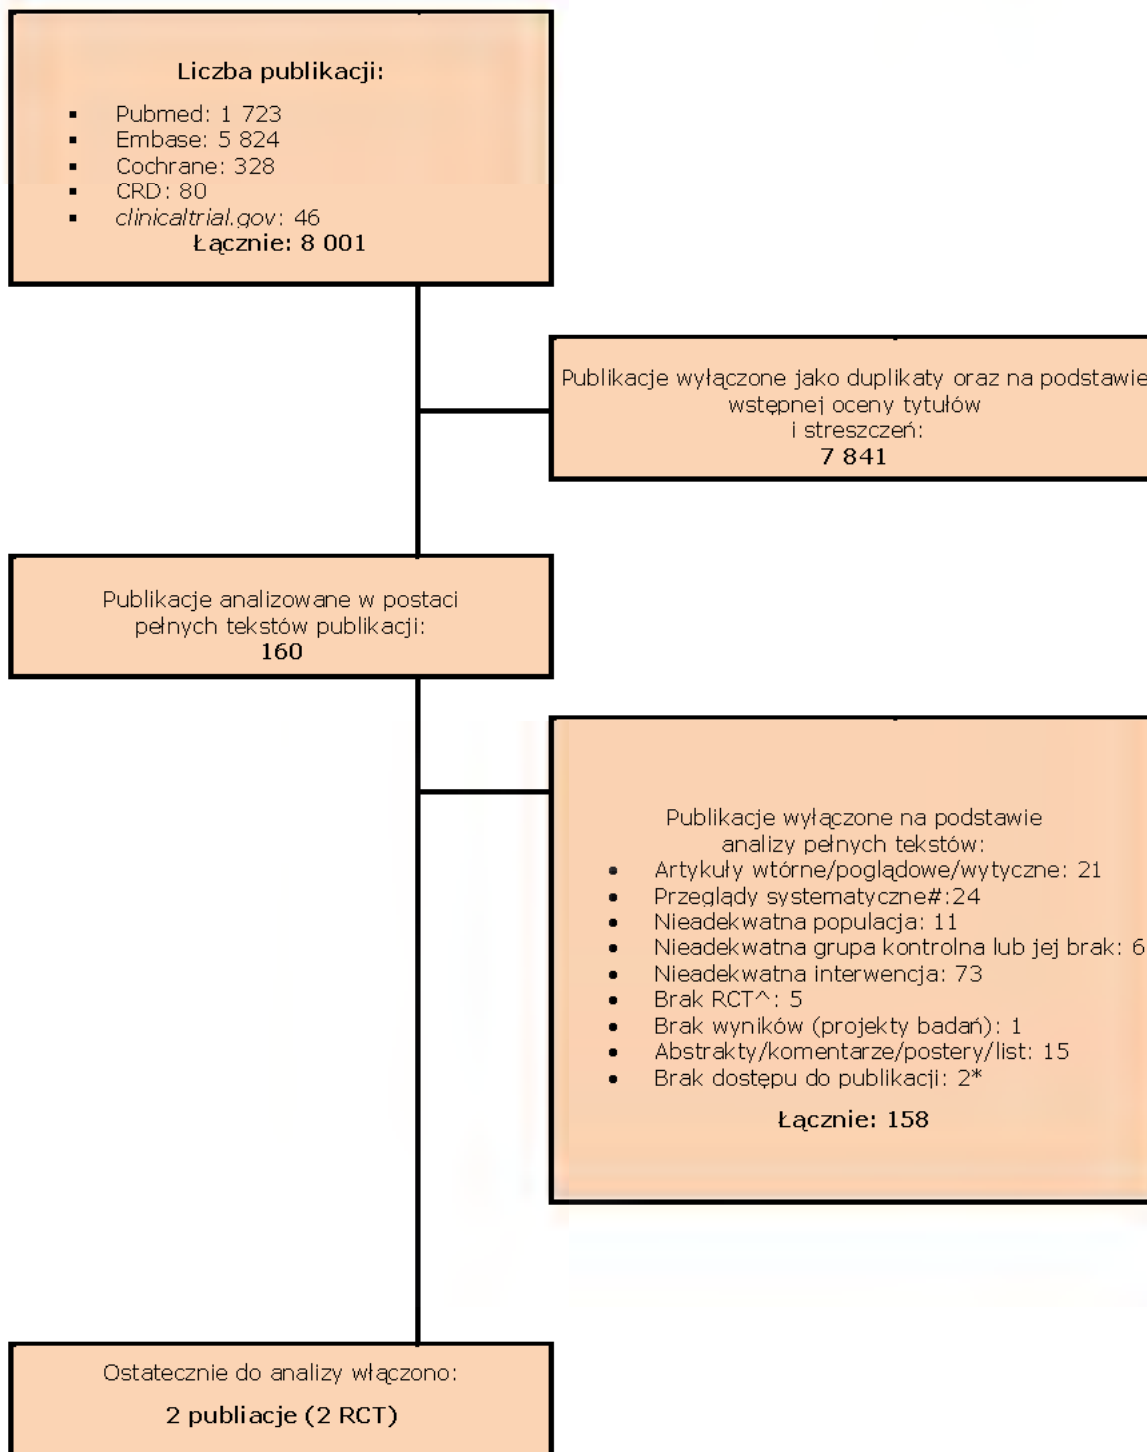 Liczba publikacji:
▪ Pubmed: 1 723
▪ Embase: 5 824
▪ Cochrane: 328
▪ CRD: 80
▪ clinicaltrial.gov: 46
Łącznie: 8 001
Publikacje wyłączone jako duplikaty oraz na podstawie
wstępnej oceny tytułów
i streszczeń:
7 841
Publikacje analizowane w postaci
pełnych tekstów publikacji:
160
Publikacje wyłączone na podstawie
analizy pełnych tekstów:
• Artykuły wtórne/poglądowe/wytyczne: 21
• Przeglądy systematyczne#:24
• Nieadekwatna populacja: 11
• Nieadekwatna grupa kontrolna lub jej brak: 6
• Nieadekwatna interwencja: 73
• Brak RCT^: 5
• Brak wyników (projekty badań): 1
• Abstrakty/komentarze/postery/list: 15
• Brak dostępu do publikacji: 2*
Łącznie: 158
Ostatecznie do analizy włączono:
2 publiacje (2 RCT)